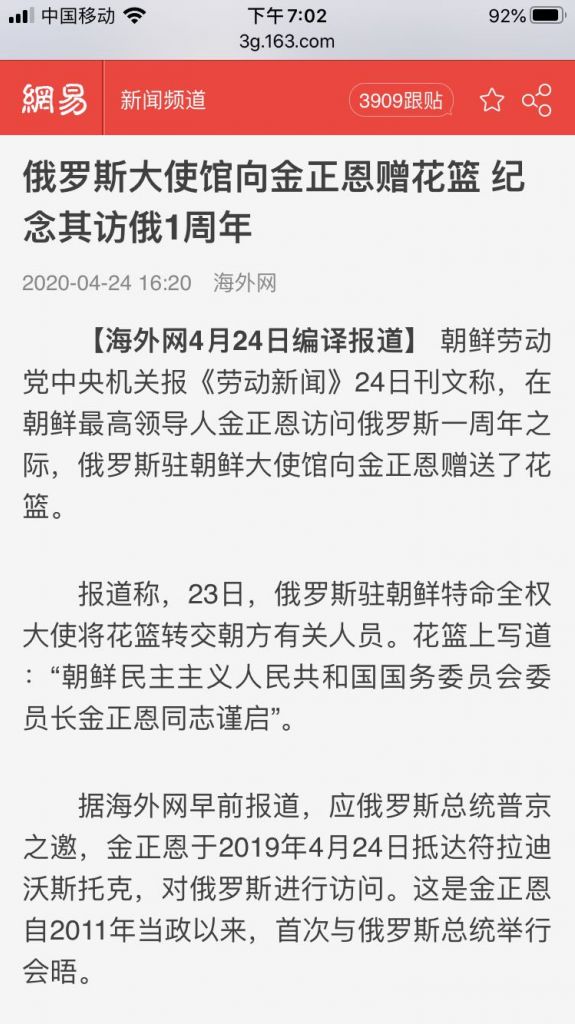 中国移动 下午7:02 92%
3g.163.com
網易 新闻频道 3909跟贴
俄罗斯大使馆向金正恩赠花篮 纪
念其访俄1周年
2020-04-24 16:20 海外网
【海外网4月24日编译报道】 朝鲜劳动
党中央机关报《劳动新闻》24日刊文称，在
朝鲜最高领导人金正恩访问俄罗斯一周年之
际，俄罗斯驻朝鲜大使馆向金正恩赠送了花
篮。
报道称，23日，俄罗斯驻朝鲜特命全权
大使将花篮转交朝方有关人员。花篮上写道
：“朝鲜民主主义人民共和国国务委员会委
员长金正恩同志谨启”。
据海外网早前报道，应俄罗斯总统普京
之邀，金正恩于2019年4月24日抵达符拉迪
沃斯托克，对俄罗斯进行访问。这是金正恩
自2011年当政以来，首次与俄罗斯总统举行
会晤。